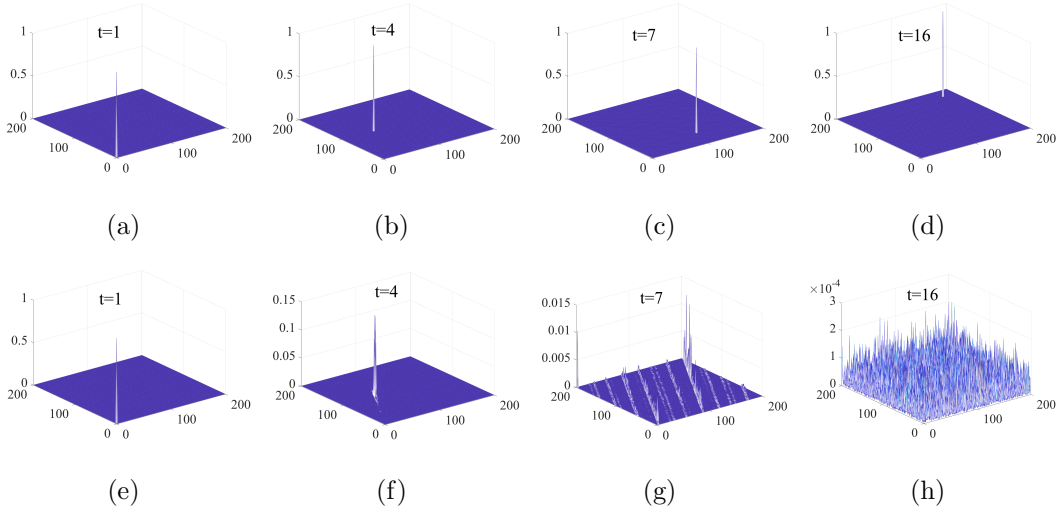 1 1 1 1
t=1 t=4 t=7 t=16
0.5 0.5 0.5 0.5
0 0 0 0
200 200 200 200 200 200 200 200
100 100 100 100 100 100 100 100
0 0 0 0 0 0 0 0
(a) (b) (c) (d)
1 0.15 0.015 ×10⁻⁴ 3
t=1 t=4 t=7 t=16
0.5 0.1 0.01 2
0.05 0.005 1
0 0 0 0
200 200 200 200 200 200 200 200
100 100 100 100 100 100 100 100
0 0 0 0 0 0 0 0
(e) (f) (g) (h)